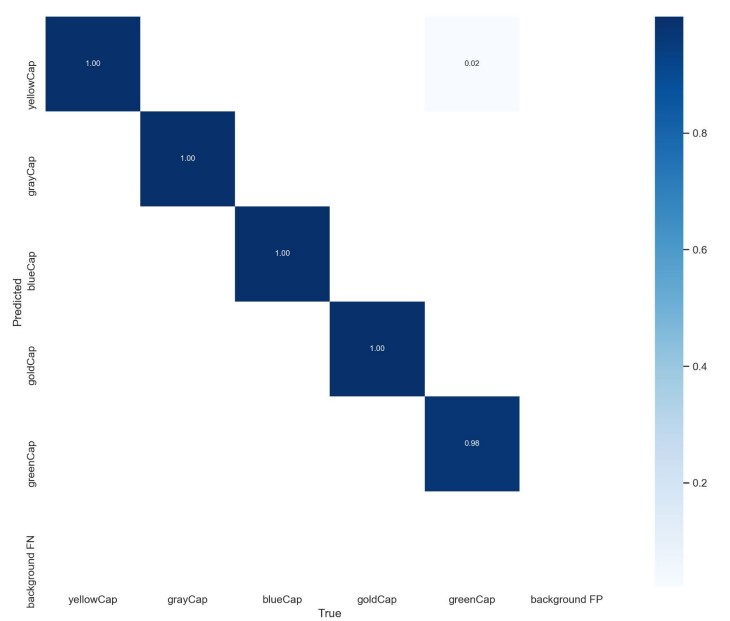 yellowCap
1.00
0.02
grayCap
1.00
blueCap
1.00
Predicted
goldCap
1.00
greenCap
0.98
background FN
yellowCap grayCap blueCap goldCap greenCap background FP
True
0.8
0.6
0.4
0.2